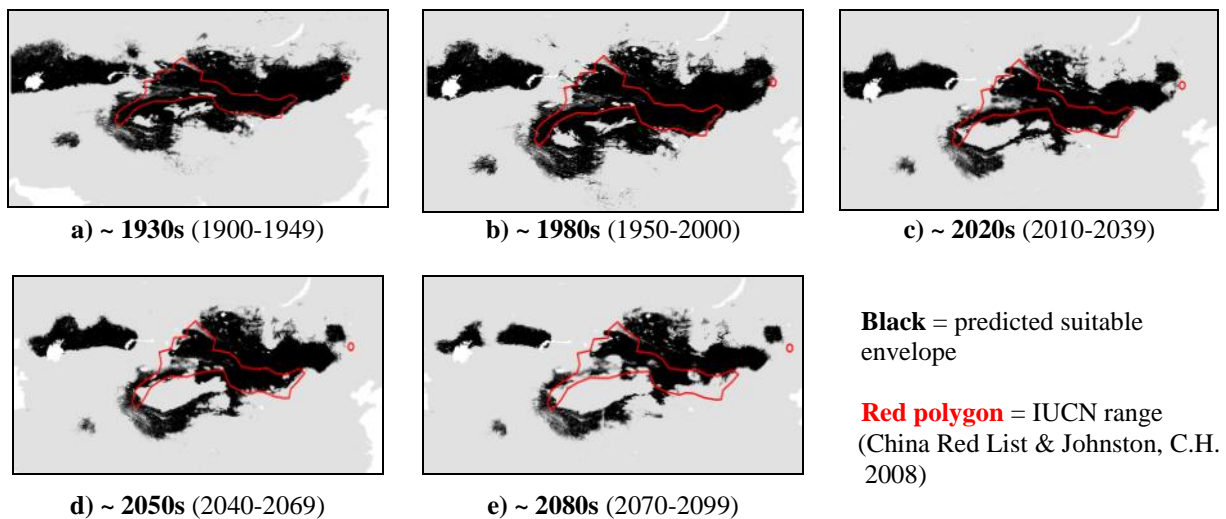 a) ~ 1930s (1900-1949)
b) ~ 1980s (1950-2000)
c) ~ 2020s (2010-2039)
Black = predicted suitable
envelope
Red polygon = IUCN range
(China Red List & Johnston, C.H.
2008)
d) ~ 2050s (2040-2069)
e) ~ 2080s (2070-2099)